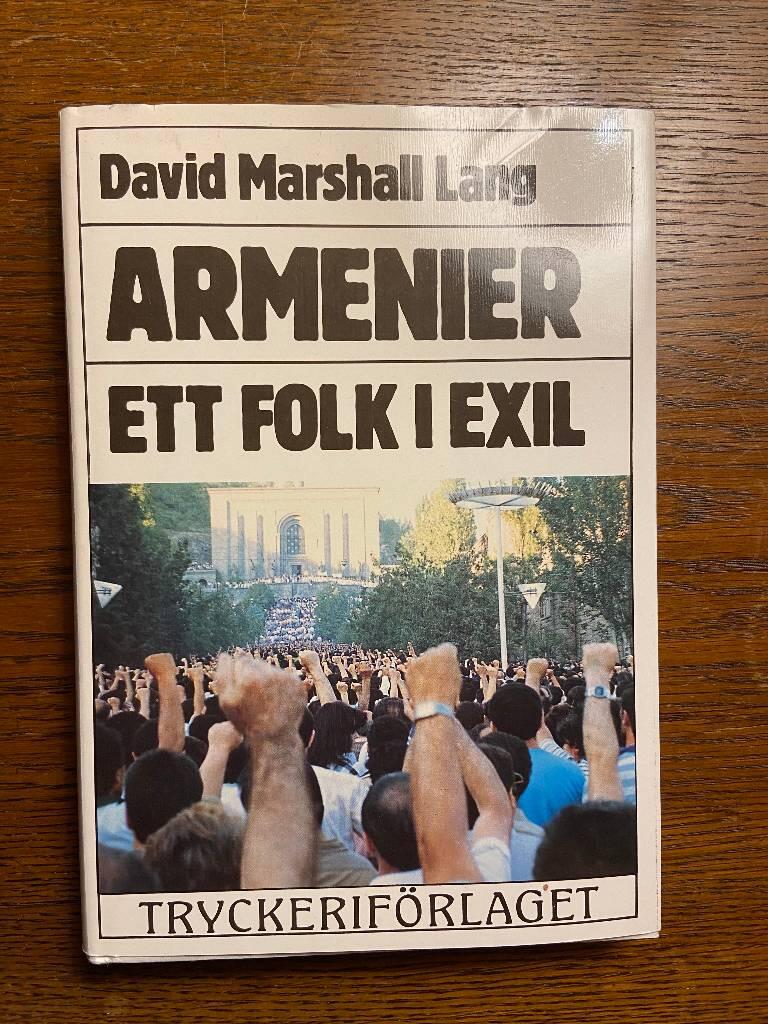 David Marshall Lang
ARMENIER
ETT FOLK I EXIL
TRYCKERIFÖRLAGET